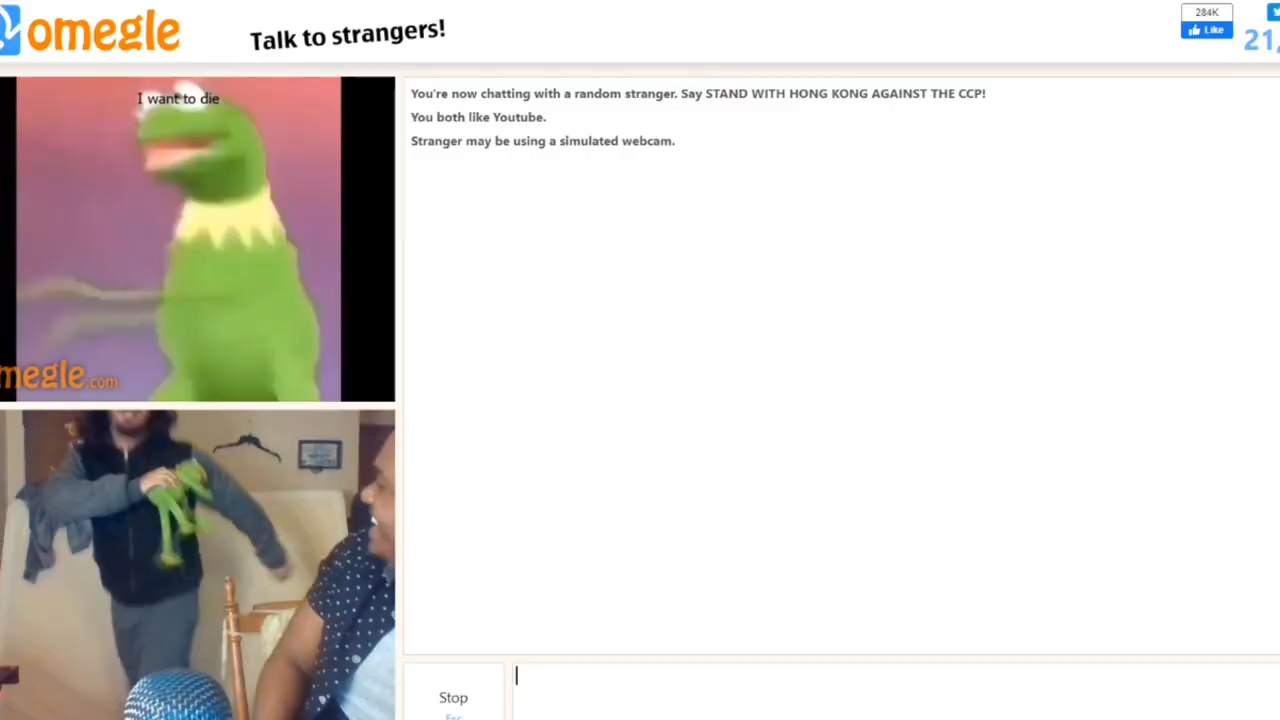 omegle
Talk to strangers!
284K
Like
21,
I want to die
You're now chatting with a random stranger. Say STAND WITH HONG KONG AGAINST THE CCP!
You both like Youtube.
Stranger may be using a simulated webcam.
megle.com
Stop
Esc